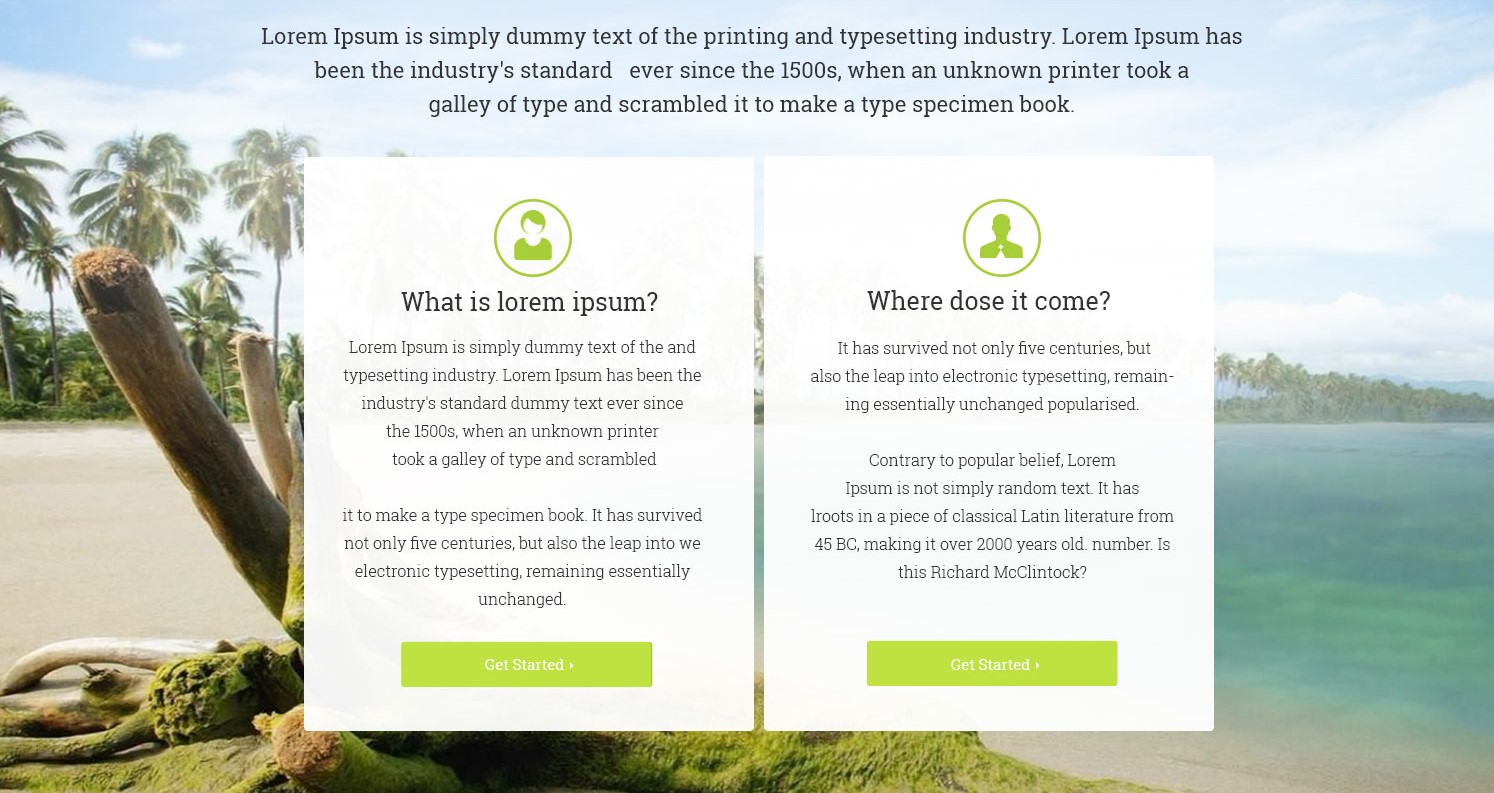 Lorem Ipsum is simply dummy text of the printing and typesetting industry. Lorem Ipsum has
been the industry's standard ever since the 1500s, when an unknown printer took a
galley of type and scrambled it to make a type specimen book.
What is lorem ipsum?
Lorem Ipsum is simply dummy text of the and
typesetting industry. Lorem Ipsum has been the
industry's standard dummy text ever since
the 1500s, when an unknown printer
took a galley of type and scrambled
it to make a type specimen book. It has survived
not only five centuries, but also the leap into we
electronic typesetting, remaining essentially
unchanged.
Get Started
Where dose it come?
It has survived not only five centuries, but
also the leap into electronic typesetting, remain-
ing essentially unchanged popularised.
Contrary to popular belief, Lorem
Ipsum is not simply random text. It has
lroots in a piece of classical Latin literature from
45 BC, making it over 2000 years old. number. Is
this Richard McClintock?
Get Started